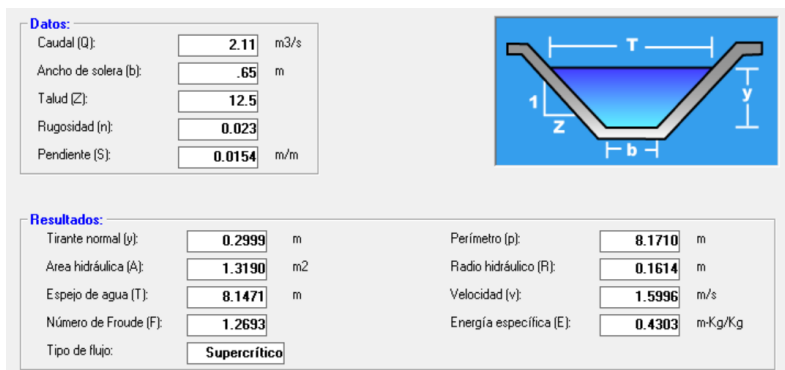 Datos:
Caudal (Q): 2.11 m3/s
Ancho de solera (b): .65 m
Talud (Z): 12.5
Rugosidad (n): 0.023
Pendiente (S): 0.0154 m/m
T
y
1
Z
b
Resultados:
Tirante normal (y): 0.2999 m Perímetro (p): 8.1710 m
Area hidráulica (A): 1.3190 m2 Radio hidráulico (R): 0.1614 m
Espejo de agua (T): 8.1471 m Velocidad (v): 1.5996 m/s
Número de Froude (F): 1.2693 Energía específica (E): 0.4303 m-Kg/Kg
Tipo de flujo: Supercrítico